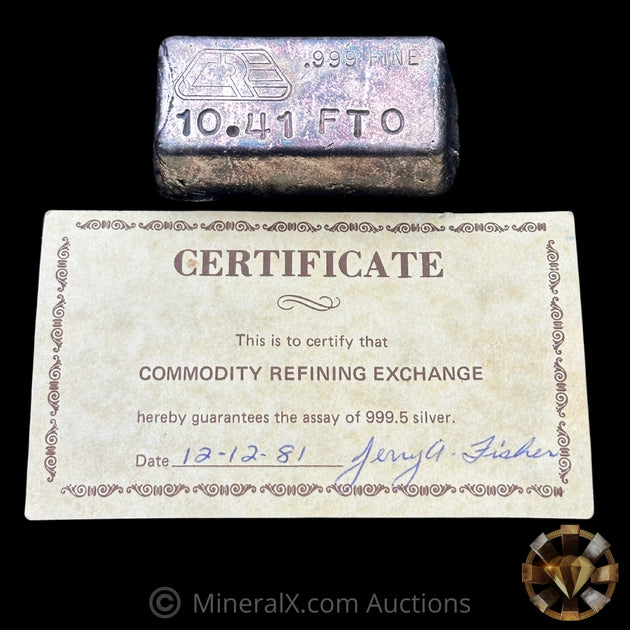 CRE
.999 FINE
10.41 FTO
CERTIFICATE
This is to certify that
COMMODITY REFINING EXCHANGE
hereby guarantees the assay of 999.5 silver.
Date 12-12-81 Jerry A. Fisher
© MineralX.com Auctions